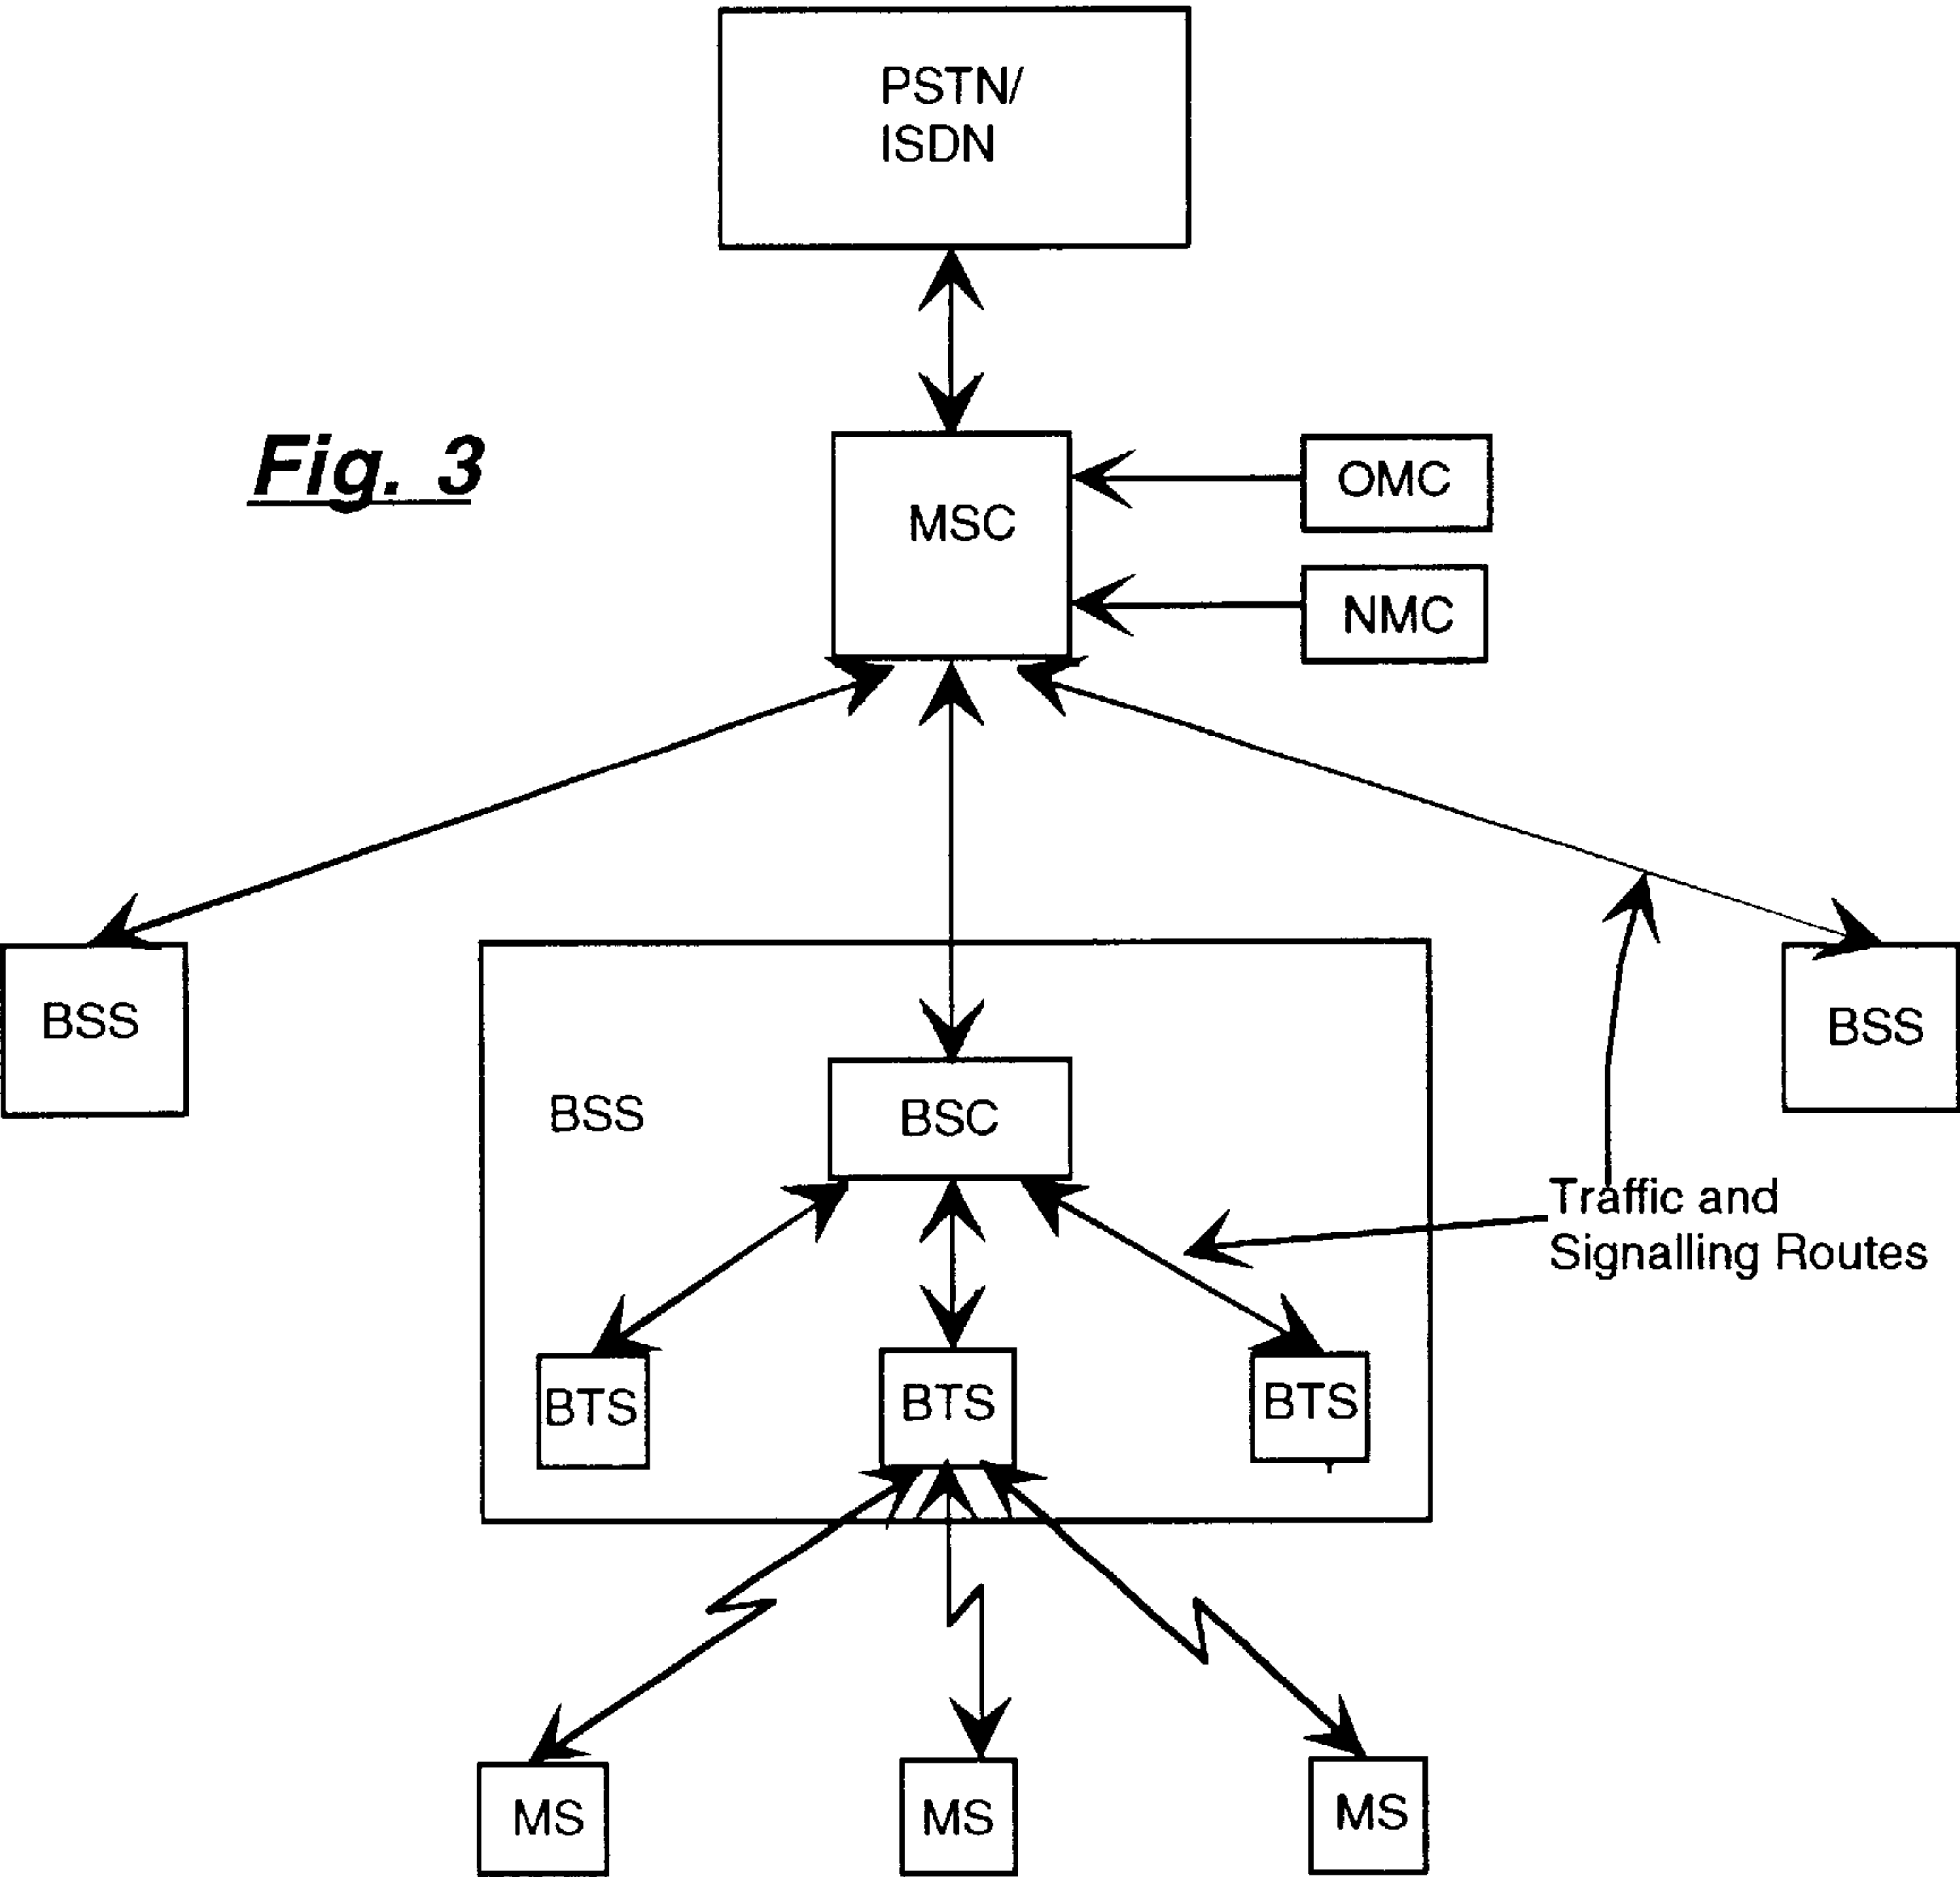 PSTN/
ISDN
Fig. 3
MSC
OMC
NMC
BSS
BSS
BSS
BSC
Traffic and
Signalling Routes
BTS
BTS
BTS
MS
MS
MS